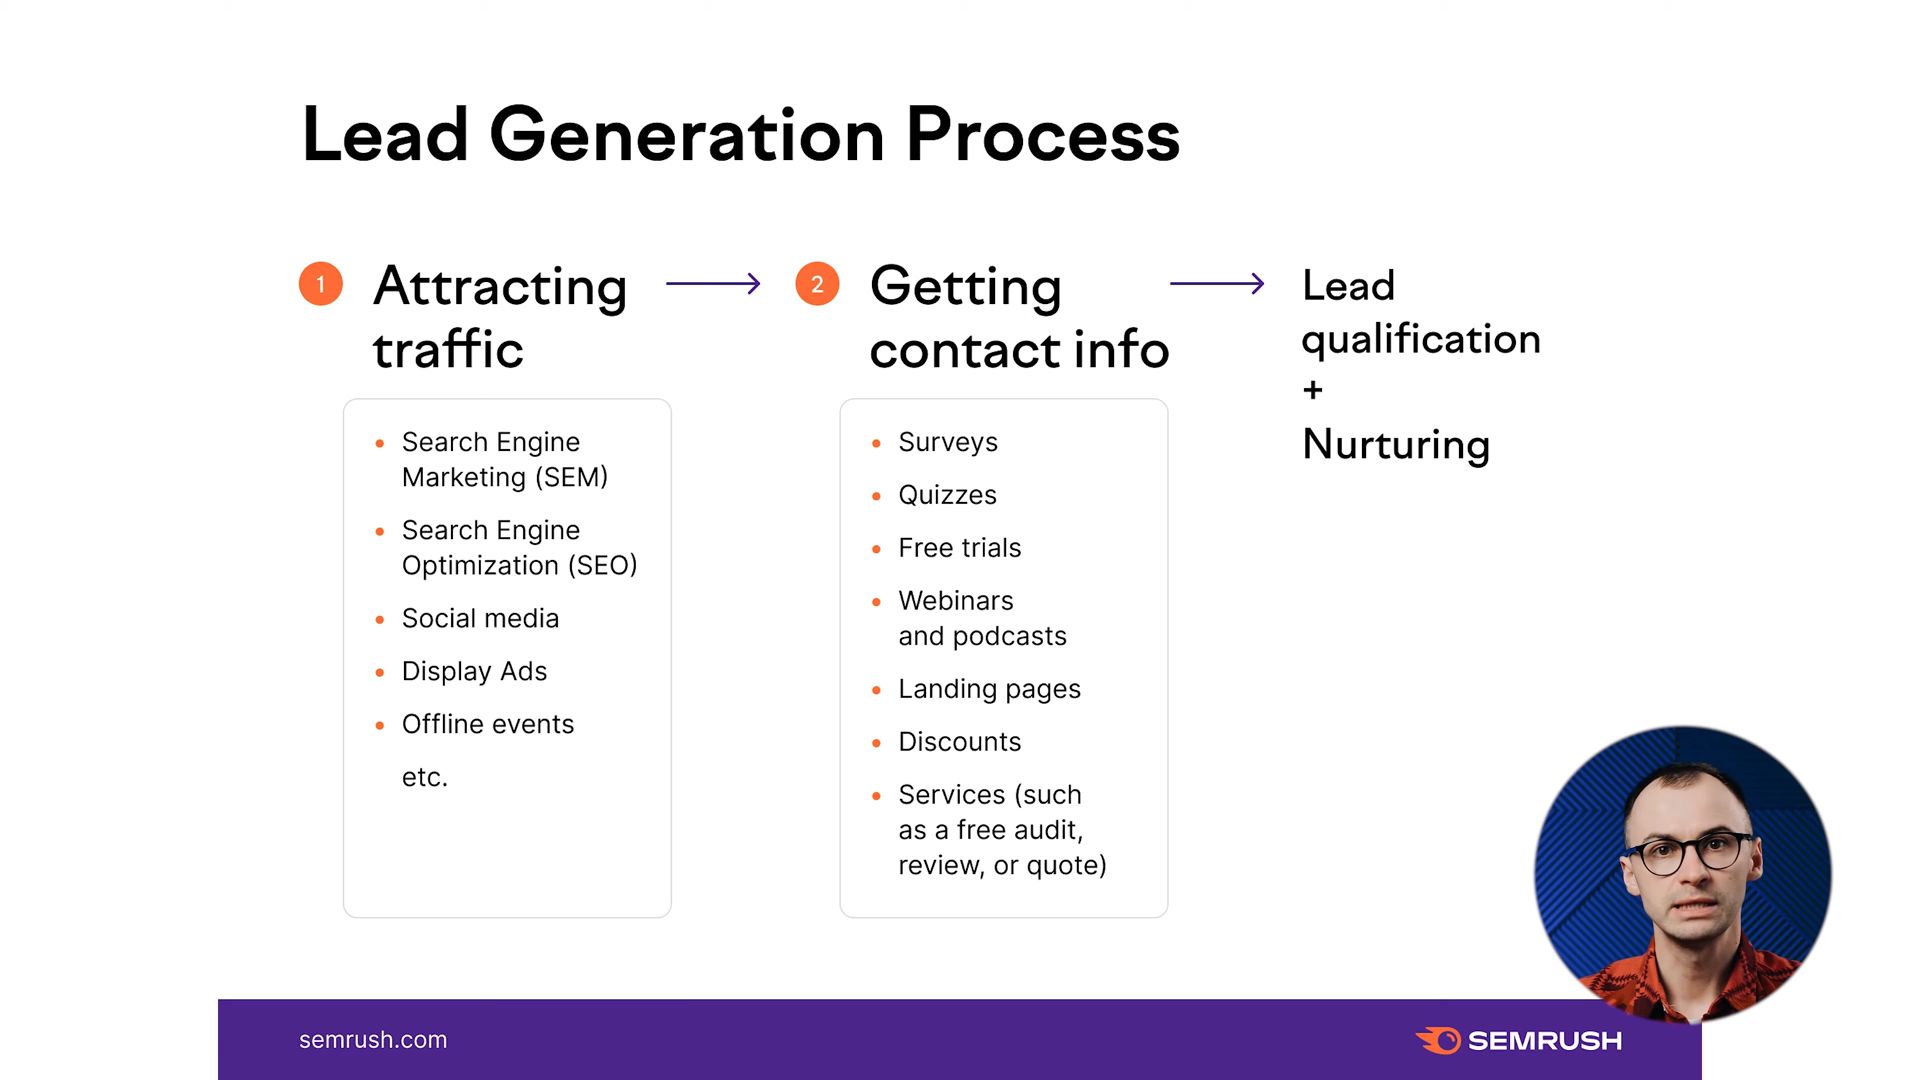 Lead Generation Process
1
Attracting
traffic
Search Engine
Marketing (SEM)
Search Engine
Optimization (SEO)
Social media
Display Ads
Offline events
etc.
2
Getting
contact info
Surveys
Quizzes
Free trials
Webinars
and podcasts
Landing pages
Discounts
Services (such
as a free audit,
review, or quote)
Lead
qualification
+
Nurturing
semrush.com
SEMRUSH